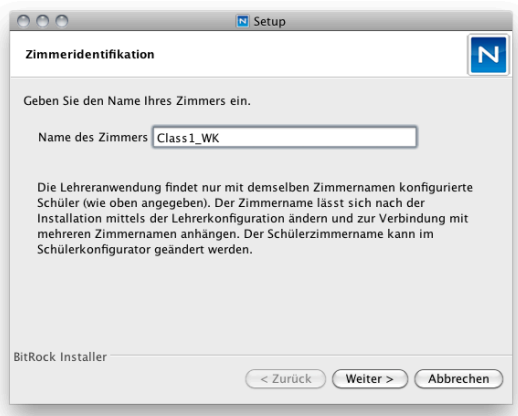 Setup
Zimmeridentifikation
N
Geben Sie den Name Ihres Zimmers ein.
Name des Zimmers Class1_WK
Die Lehreranwendung findet nur mit demselben Zimmernamen konfigurierte
Schüler (wie oben angegeben). Der Zimmername lässt sich nach der
Installation mittels der Lehrerkonfiguration ändern und zur Verbindung mit
mehreren Zimmernamen anhängen. Der Schülerzimmername kann im
Schülerkonfigurator geändert werden.
BitRock Installer
< Zurück Weiter > Abbrechen